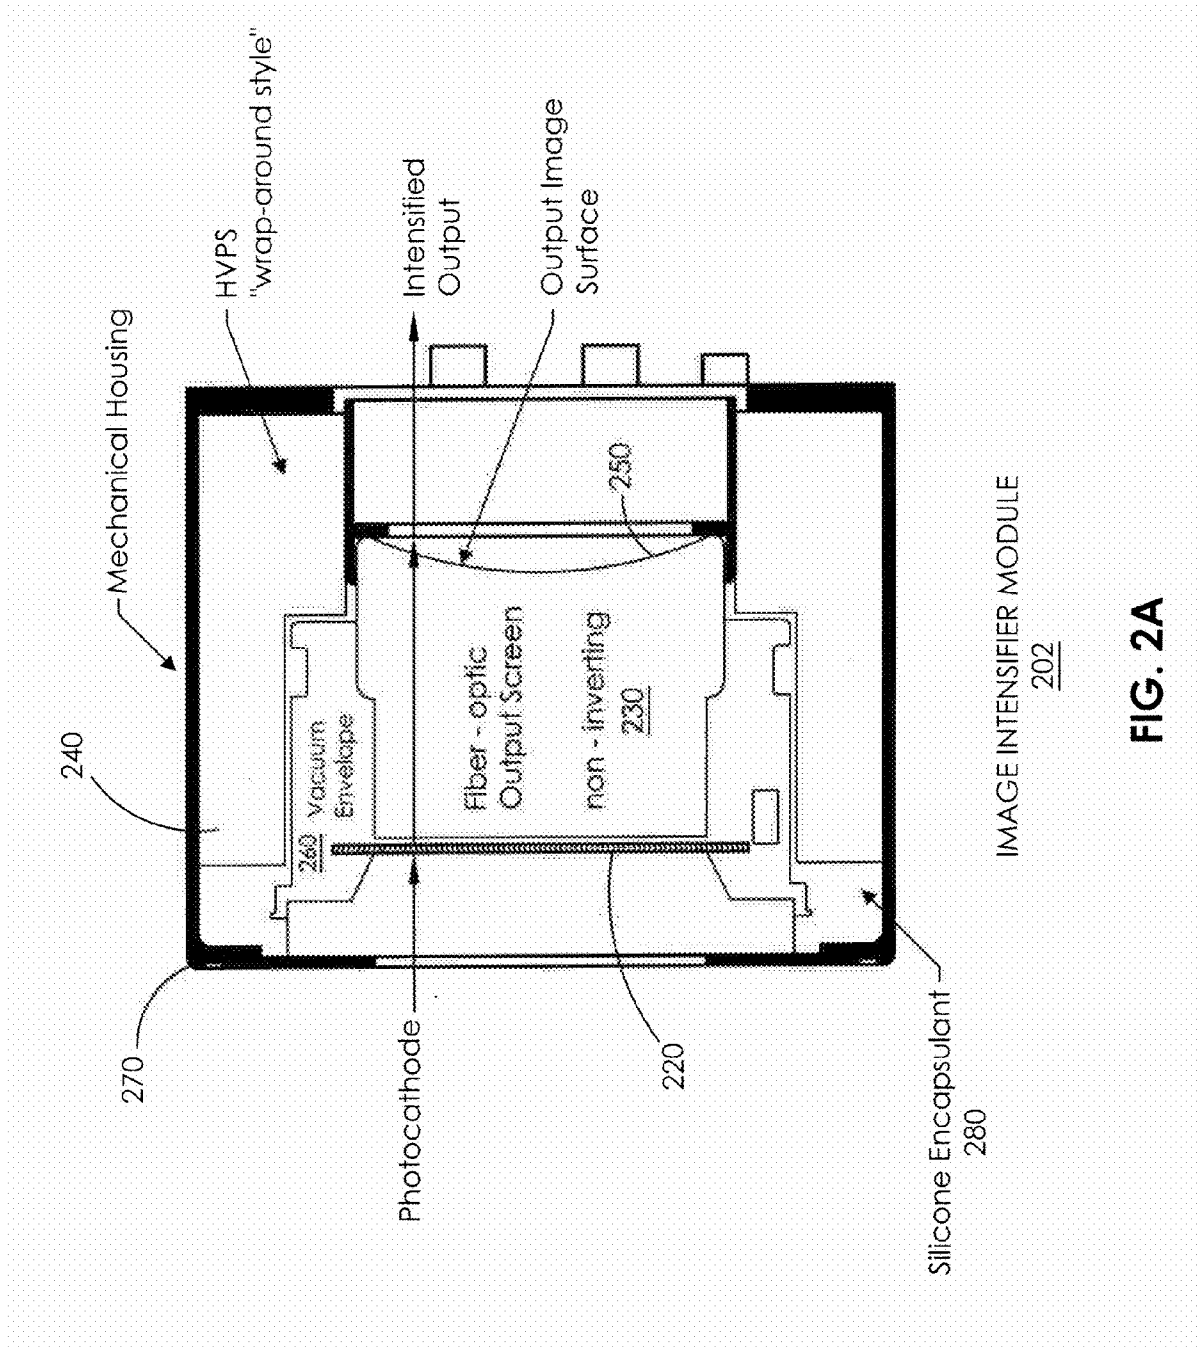 Mechanical Housing
HVPS
"wrap-around style"
Intensified
Output
Output Image
Surface
240
250
260 Vacuum
Envelope
Fiber - optic
Output Screen
non - inverting
230
270
Photocathode
220
Silicone Encapsulant
280
IMAGE INTENSIFIER MODULE
202
FIG. 2A